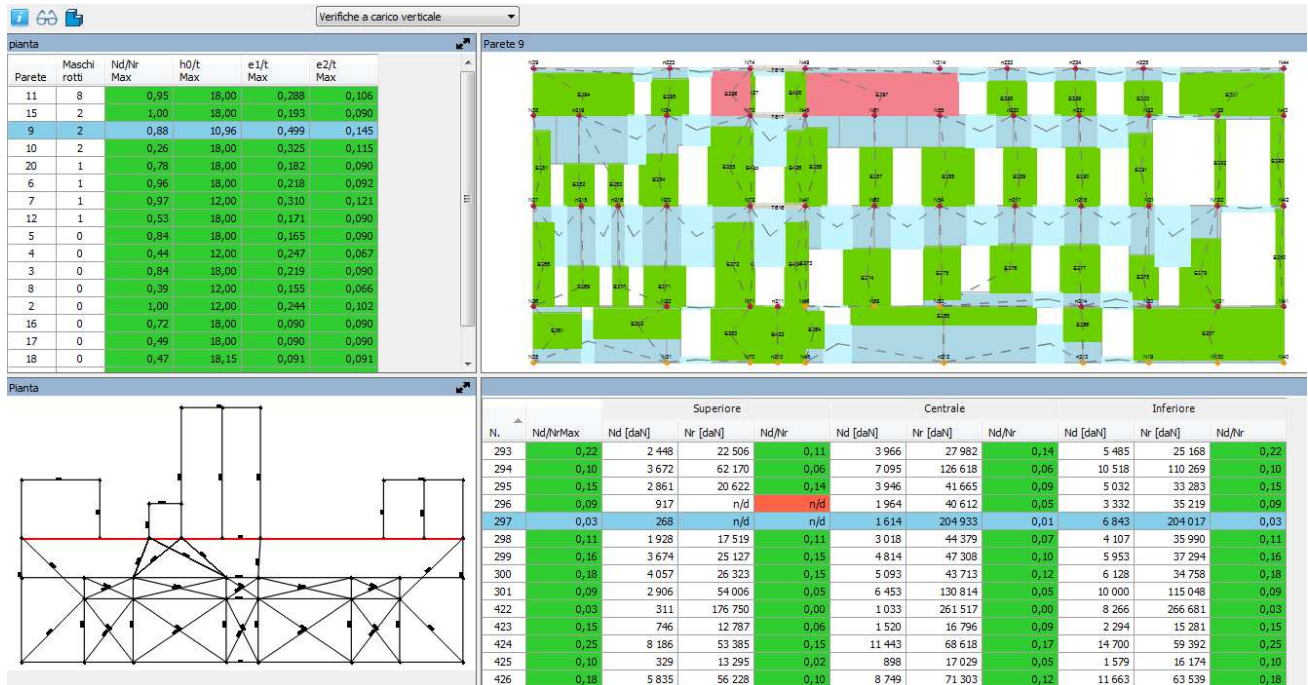 Verifiche a carico verticale
pianta
Parete Maschi rotti Nd/Nr Max h0/t Max e1/t Max e2/t Max
11 8 0,95 18,00 0,288 0,106
15 2 1,00 18,00 0,193 0,090
9 2 0,88 10,96 0,499 0,145
10 2 0,26 18,00 0,325 0,115
20 1 0,78 18,00 0,182 0,090
6 1 0,96 18,00 0,218 0,092
7 1 0,97 12,00 0,310 0,121
12 1 0,53 18,00 0,171 0,090
5 0 0,84 18,00 0,165 0,090
4 0 0,44 12,00 0,247 0,067
3 0 0,84 18,00 0,219 0,090
8 0 0,39 12,00 0,155 0,066
2 0 1,00 12,00 0,244 0,102
16 0 0,72 18,00 0,090 0,090
17 0 0,49 18,00 0,090 0,090
18 0 0,47 18,15 0,091 0,091
Parete 9
Pianta
Superiore Centrale Inferiore
N. Nd/NrMax Nd [daN] Nr [daN] Nd/Nr Nd [daN] Nr [daN] Nd/Nr Nd [daN] Nr [daN] Nd/Nr
293 0,22 2 448 22 506 0,11 3 966 27 982 0,14 5 485 25 168 0,22
294 0,10 3 672 62 170 0,06 7 095 126 618 0,06 10 518 110 269 0,10
295 0,15 2 861 20 622 0,14 3 946 41 665 0,09 5 032 33 283 0,15
296 0,09 917 n/d n/d 1 964 40 612 0,05 3 332 35 219 0,09
297 0,03 268 n/d n/d 1 614 204 933 0,01 6 843 204 017 0,03
298 0,11 1 928 17 519 0,11 3 018 44 379 0,07 4 107 35 990 0,11
299 0,16 3 674 25 127 0,15 4 814 47 308 0,10 5 953 37 294 0,16
300 0,18 4 057 26 323 0,15 5 093 43 713 0,12 6 128 34 758 0,18
301 0,09 2 906 54 006 0,05 6 453 130 814 0,05 10 000 115 048 0,09
422 0,03 311 176 750 0,00 1 033 261 517 0,00 8 266 266 681 0,03
423 0,15 746 12 787 0,06 1 520 16 796 0,09 2 294 15 281 0,15
424 0,25 8 186 53 385 0,15 11 443 68 618 0,17 14 700 59 392 0,25
425 0,10 329 13 295 0,02 898 17 029 0,05 1 579 16 174 0,10
426 0,18 5 835 56 228 0,10 8 749 71 303 0,12 11 663 63 539 0,18